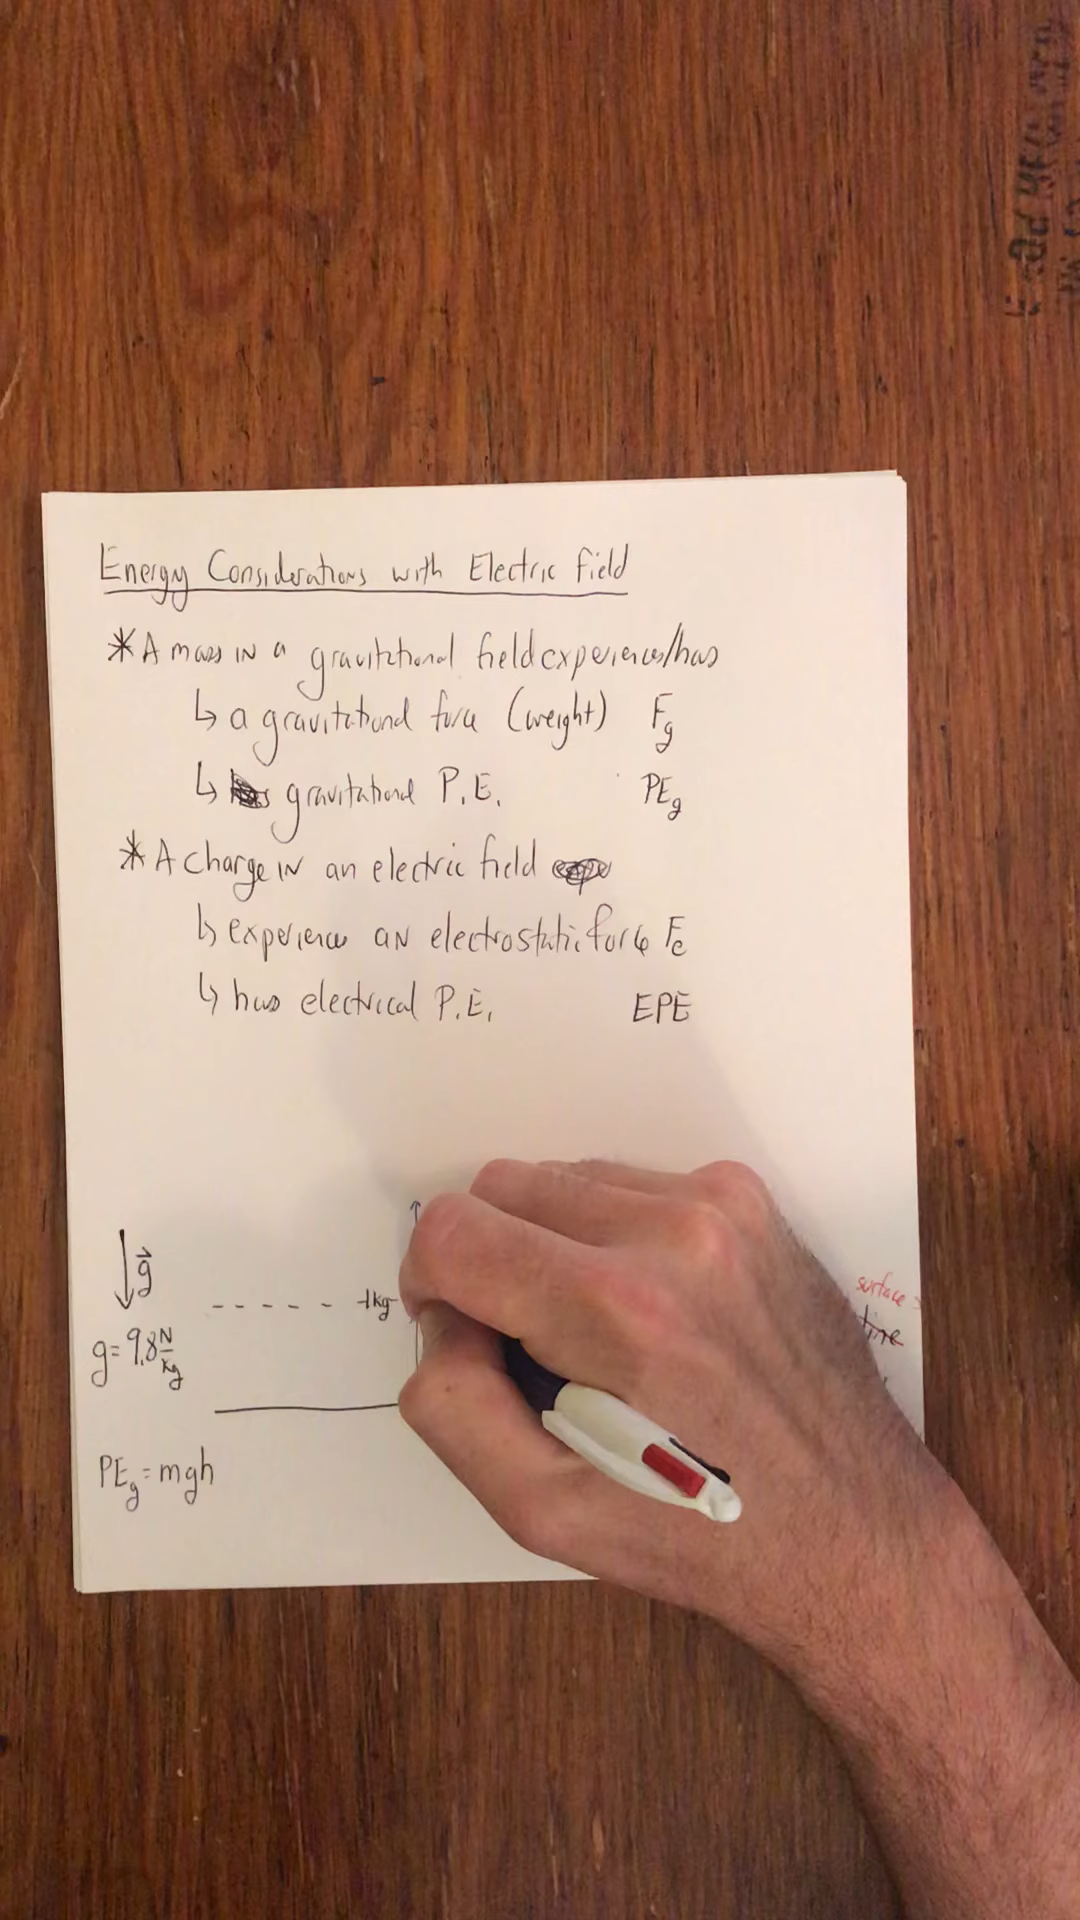 Energy Considerations with Electric Field
* A mass in a gravitational field experiences/has
↳ a gravitational force (weight) Fg
↳ gravitational P.E. PEg
* A charge in an electric field
↳ experiences an electrostatic force Fe
↳ has electrical P.E. EPE
g
1kg
surface
line
g = 9.8 N/kg
PEg = mgh